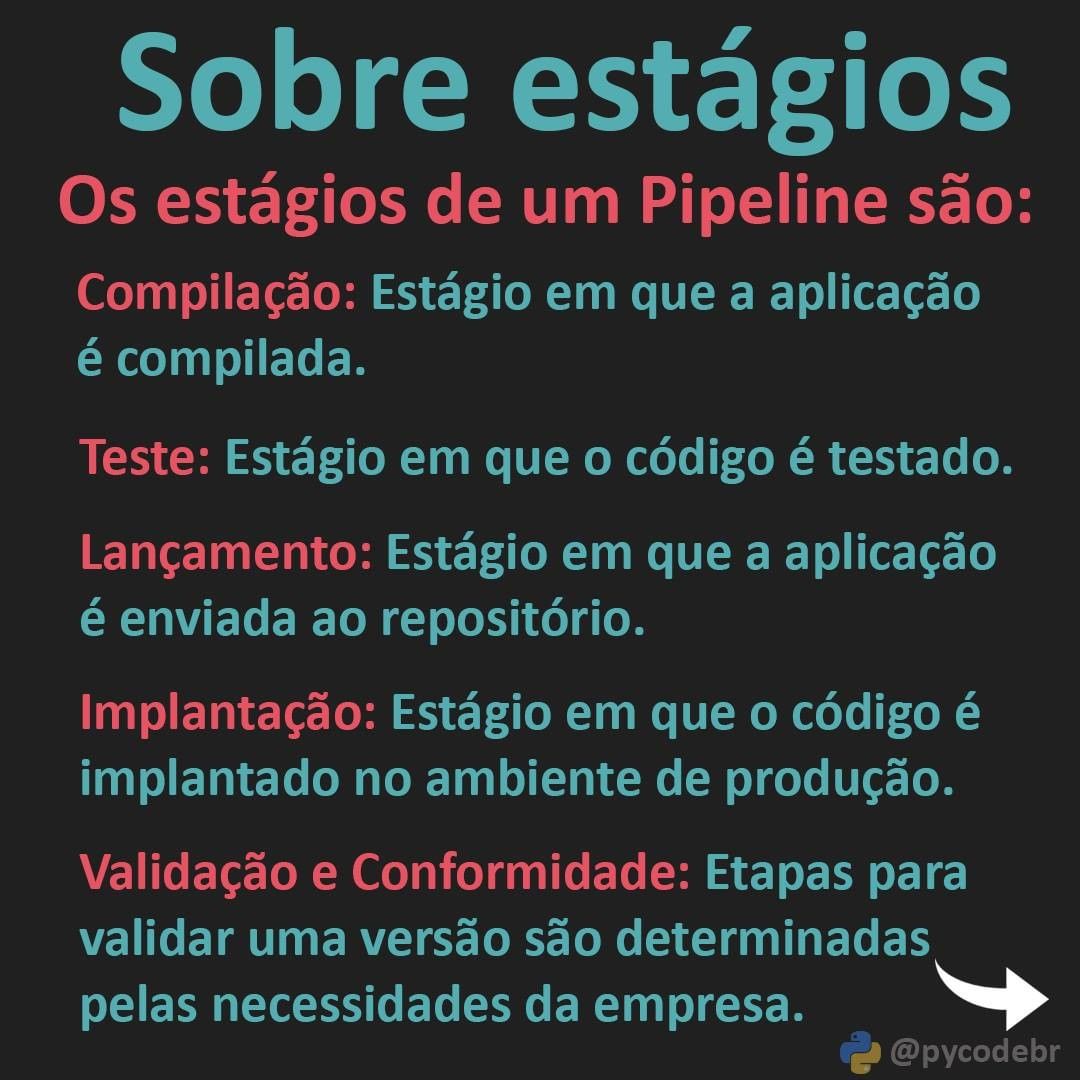 Sobre estágios
Os estágios de um Pipeline são:
Compilação: Estágio em que a aplicação
é compilada.
Teste: Estágio em que o código é testado.
Lançamento: Estágio em que a aplicação
é enviada ao repositório.
Implantação: Estágio em que o código é
implantado no ambiente de produção.
Validação e Conformidade: Etapas para
validar uma versão são determinadas
pelas necessidades da empresa.
@pycodebr